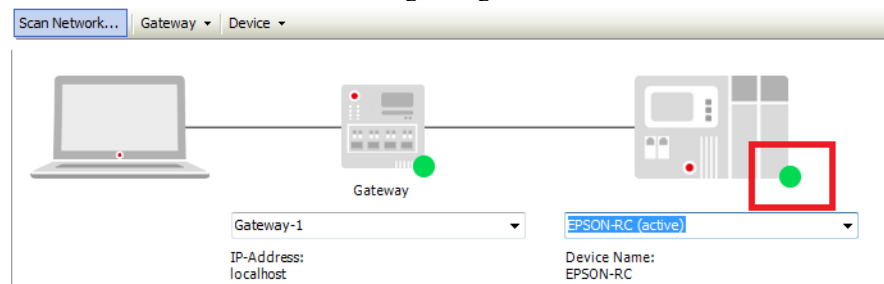 Scan Network... Gateway Device
Gateway
Gateway-1 EPSON-RC (active)
IP-Address: Device Name:
localhost EPSON-RC